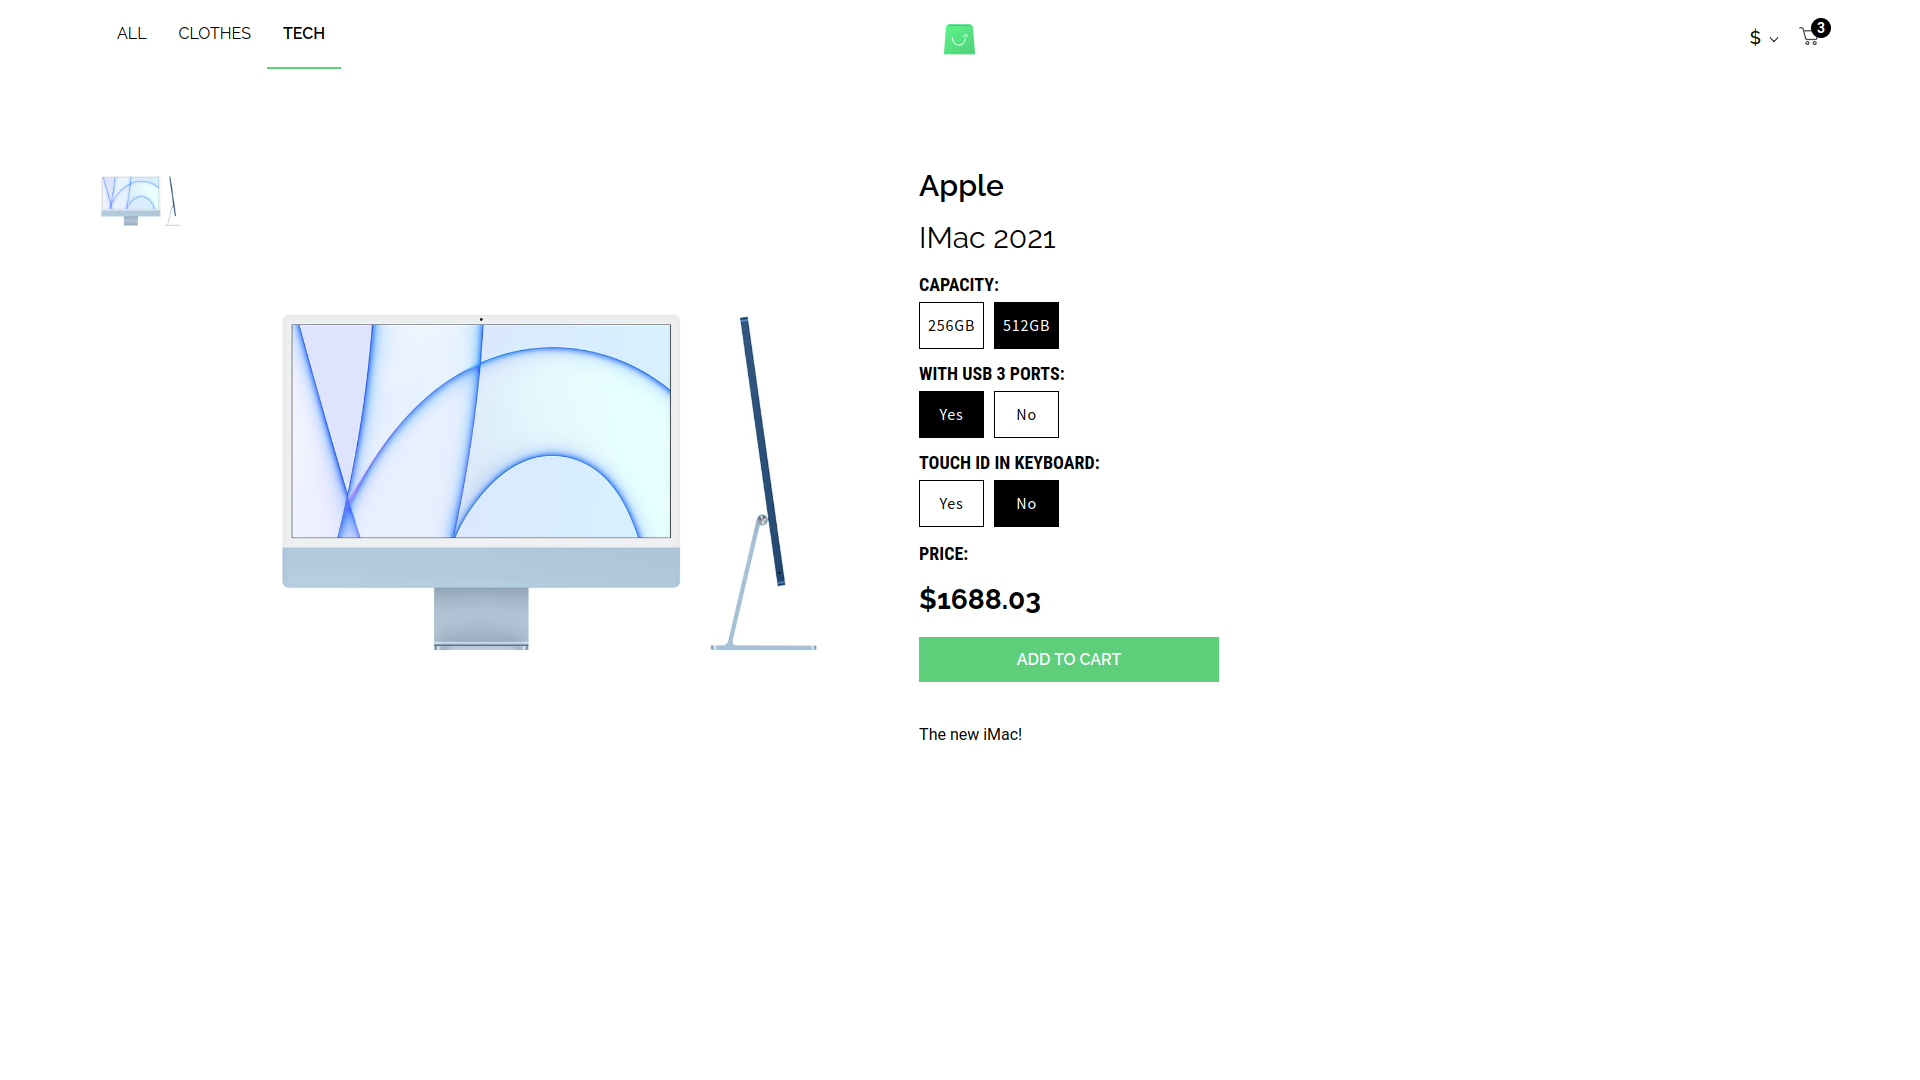 ALL CLOTHES TECH
$ 3
Apple
IMac 2021
CAPACITY:
256GB 512GB
WITH USB 3 PORTS:
Yes No
TOUCH ID IN KEYBOARD:
Yes No
PRICE:
$1688.03
ADD TO CART
The new iMac!